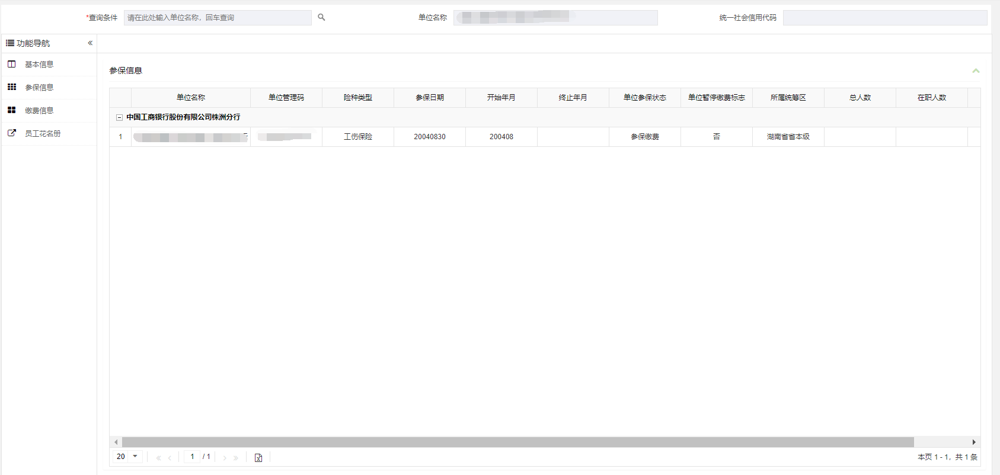 *查询条件 请在此处输入单位名称，回车查询 单位名称 统一社会信用代码
功能导航 «
基本信息
参保信息
缴费信息
员工花名册
参保信息
单位名称 单位管理码 险种类型 参保日期 开始年月 终止年月 单位参保状态 单位暂停缴费标志 所属统筹区 总人数 在职人数
中国工商银行股份有限公司株洲分行
1 工伤保险 20040830 200408 参保缴费 否 湖南省省本级
20 1 / 1 本页 1 - 1，共 1 条